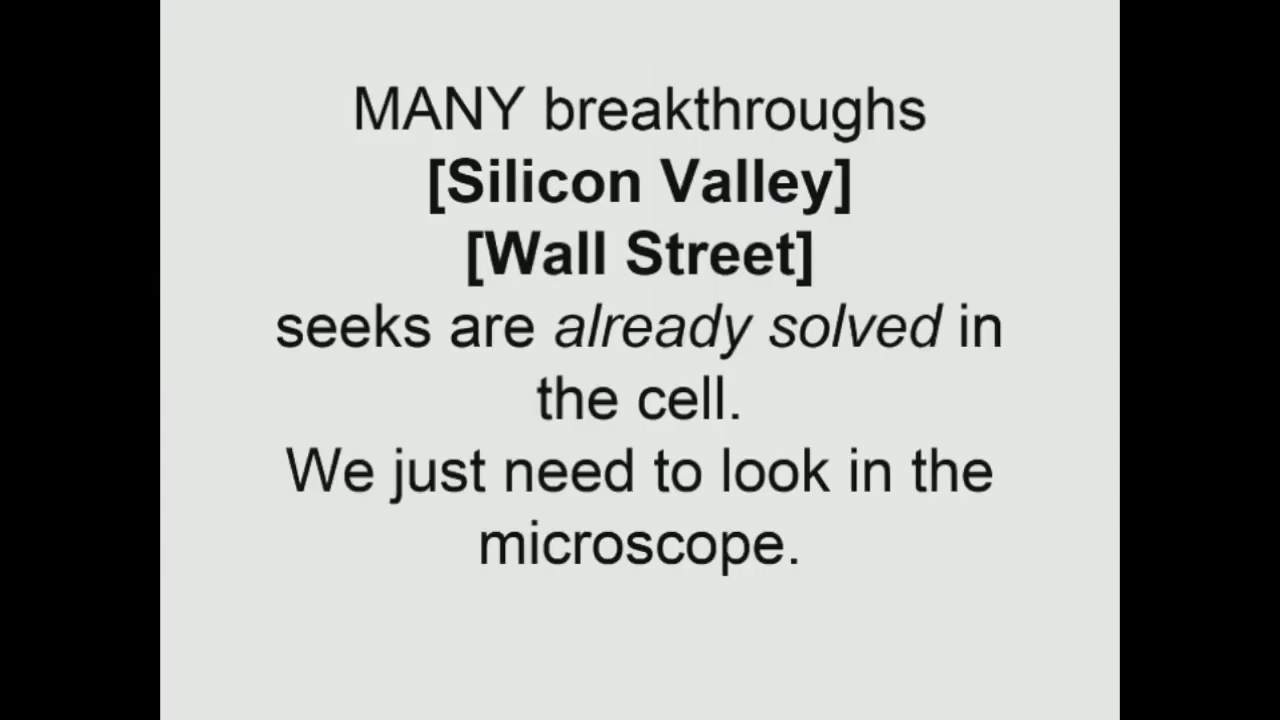 MANY breakthroughs
[Silicon Valley]
[Wall Street]
seeks are already solved in
the cell.
We just need to look in the
microscope.